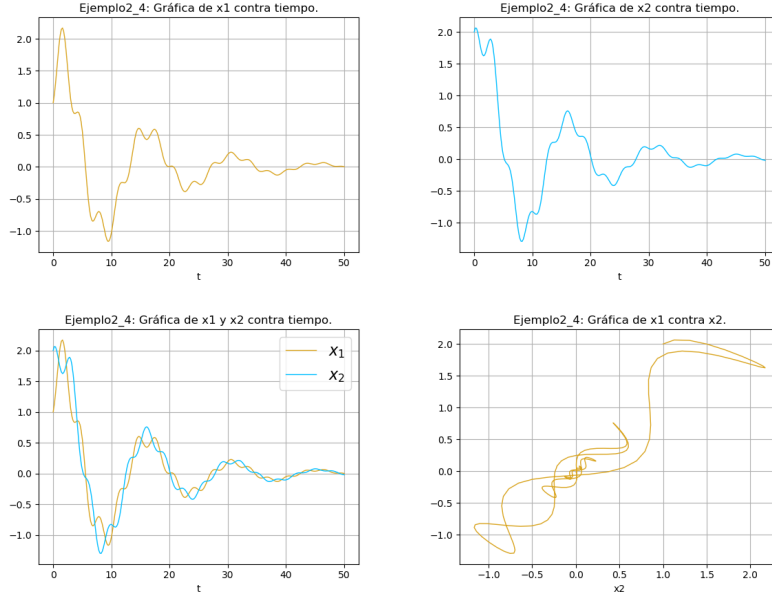 Ejemplo2_4: Gráfica de x1 contra tiempo.
2.0
1.5
1.0
0.5
0.0
−0.5
−1.0
0 10 20 30 40 50
t
Ejemplo2_4: Gráfica de x2 contra tiempo.
2.0
1.5
1.0
0.5
0.0
−0.5
−1.0
0 10 20 30 40 50
t
Ejemplo2_4: Gráfica de x1 y x2 contra tiempo.
x₁
x₂
2.0
1.5
1.0
0.5
0.0
−0.5
−1.0
0 10 20 30 40 50
t
Ejemplo2_4: Gráfica de x1 contra x2.
2.0
1.5
1.0
0.5
0.0
−0.5
−1.0
−1.0 −0.5 0.0 0.5 1.0 1.5 2.0
x2